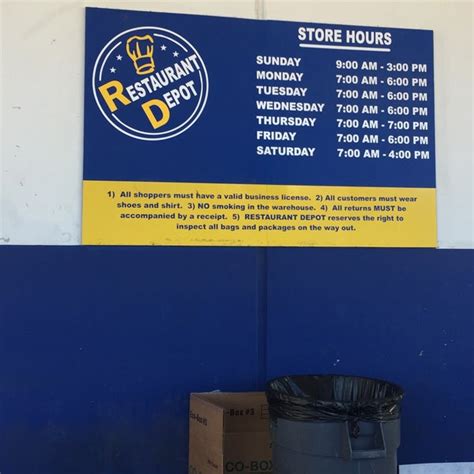 RESTAURANT
DEPOT
STORE HOURS
SUNDAY 9:00 AM - 3:00 PM
MONDAY 7:00 AM - 6:00 PM
TUESDAY 7:00 AM - 6:00 PM
WEDNESDAY 7:00 AM - 6:00 PM
THURSDAY 7:00 AM - 7:00 PM
FRIDAY 7:00 AM - 6:00 PM
SATURDAY 7:00 AM - 4:00 PM
1) All shoppers must have a valid business license. 2) All customers must wear
shoes and shirt. 3) NO smoking in the warehouse. 4) All returns MUST be
accompanied by a receipt. 5) RESTAURANT DEPOT reserves the right to
inspect all bags and packages on the way out.
-Box #3
CO-BOX